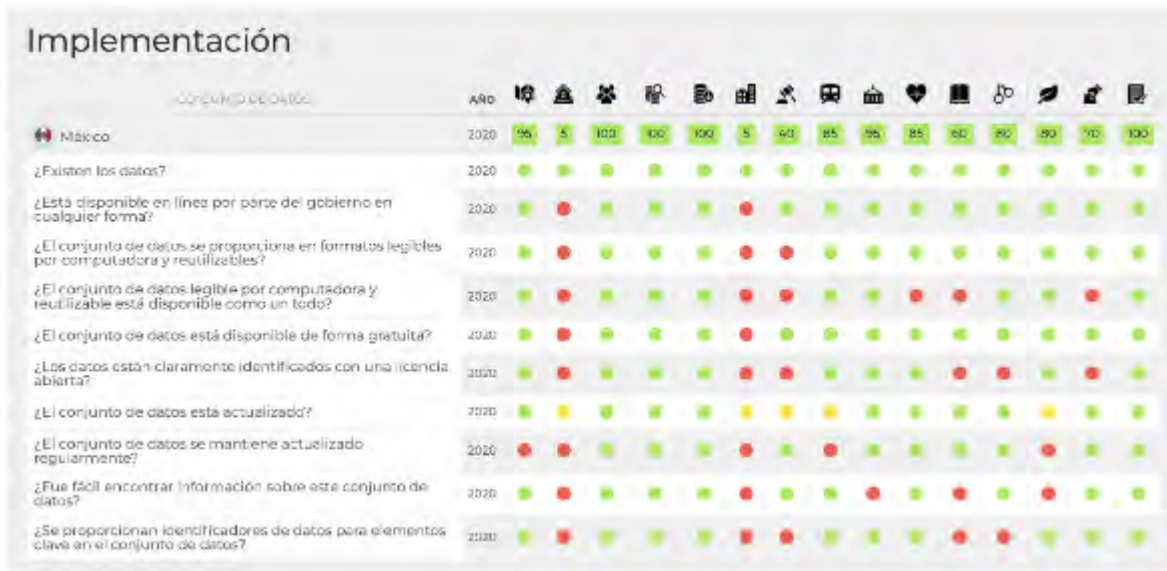 Implementación
CONJUNTO DE DATOS AÑO
México 2020 95 5 100 100 100 5 40 85 95 85 60 80 80 70 100
¿Existen los datos? 2020
¿Está disponible en línea por parte del gobierno en
cualquier forma? 2020
¿El conjunto de datos se proporciona en formatos legibles
por computadora y reutilizables? 2020
¿El conjunto de datos legible por computadora y
reutilizable está disponible como un todo? 2020
¿El conjunto de datos está disponible de forma gratuita? 2020
¿Los datos están claramente identificados con una licencia
abierta? 2020
¿El conjunto de datos está actualizado? 2020
¿El conjunto de datos se mantiene actualizado
regularmente? 2020
¿Fue fácil encontrar información sobre este conjunto de
datos? 2020
¿Se proporcionan identificadores de datos para elementos
clave en el conjunto de datos? 2020